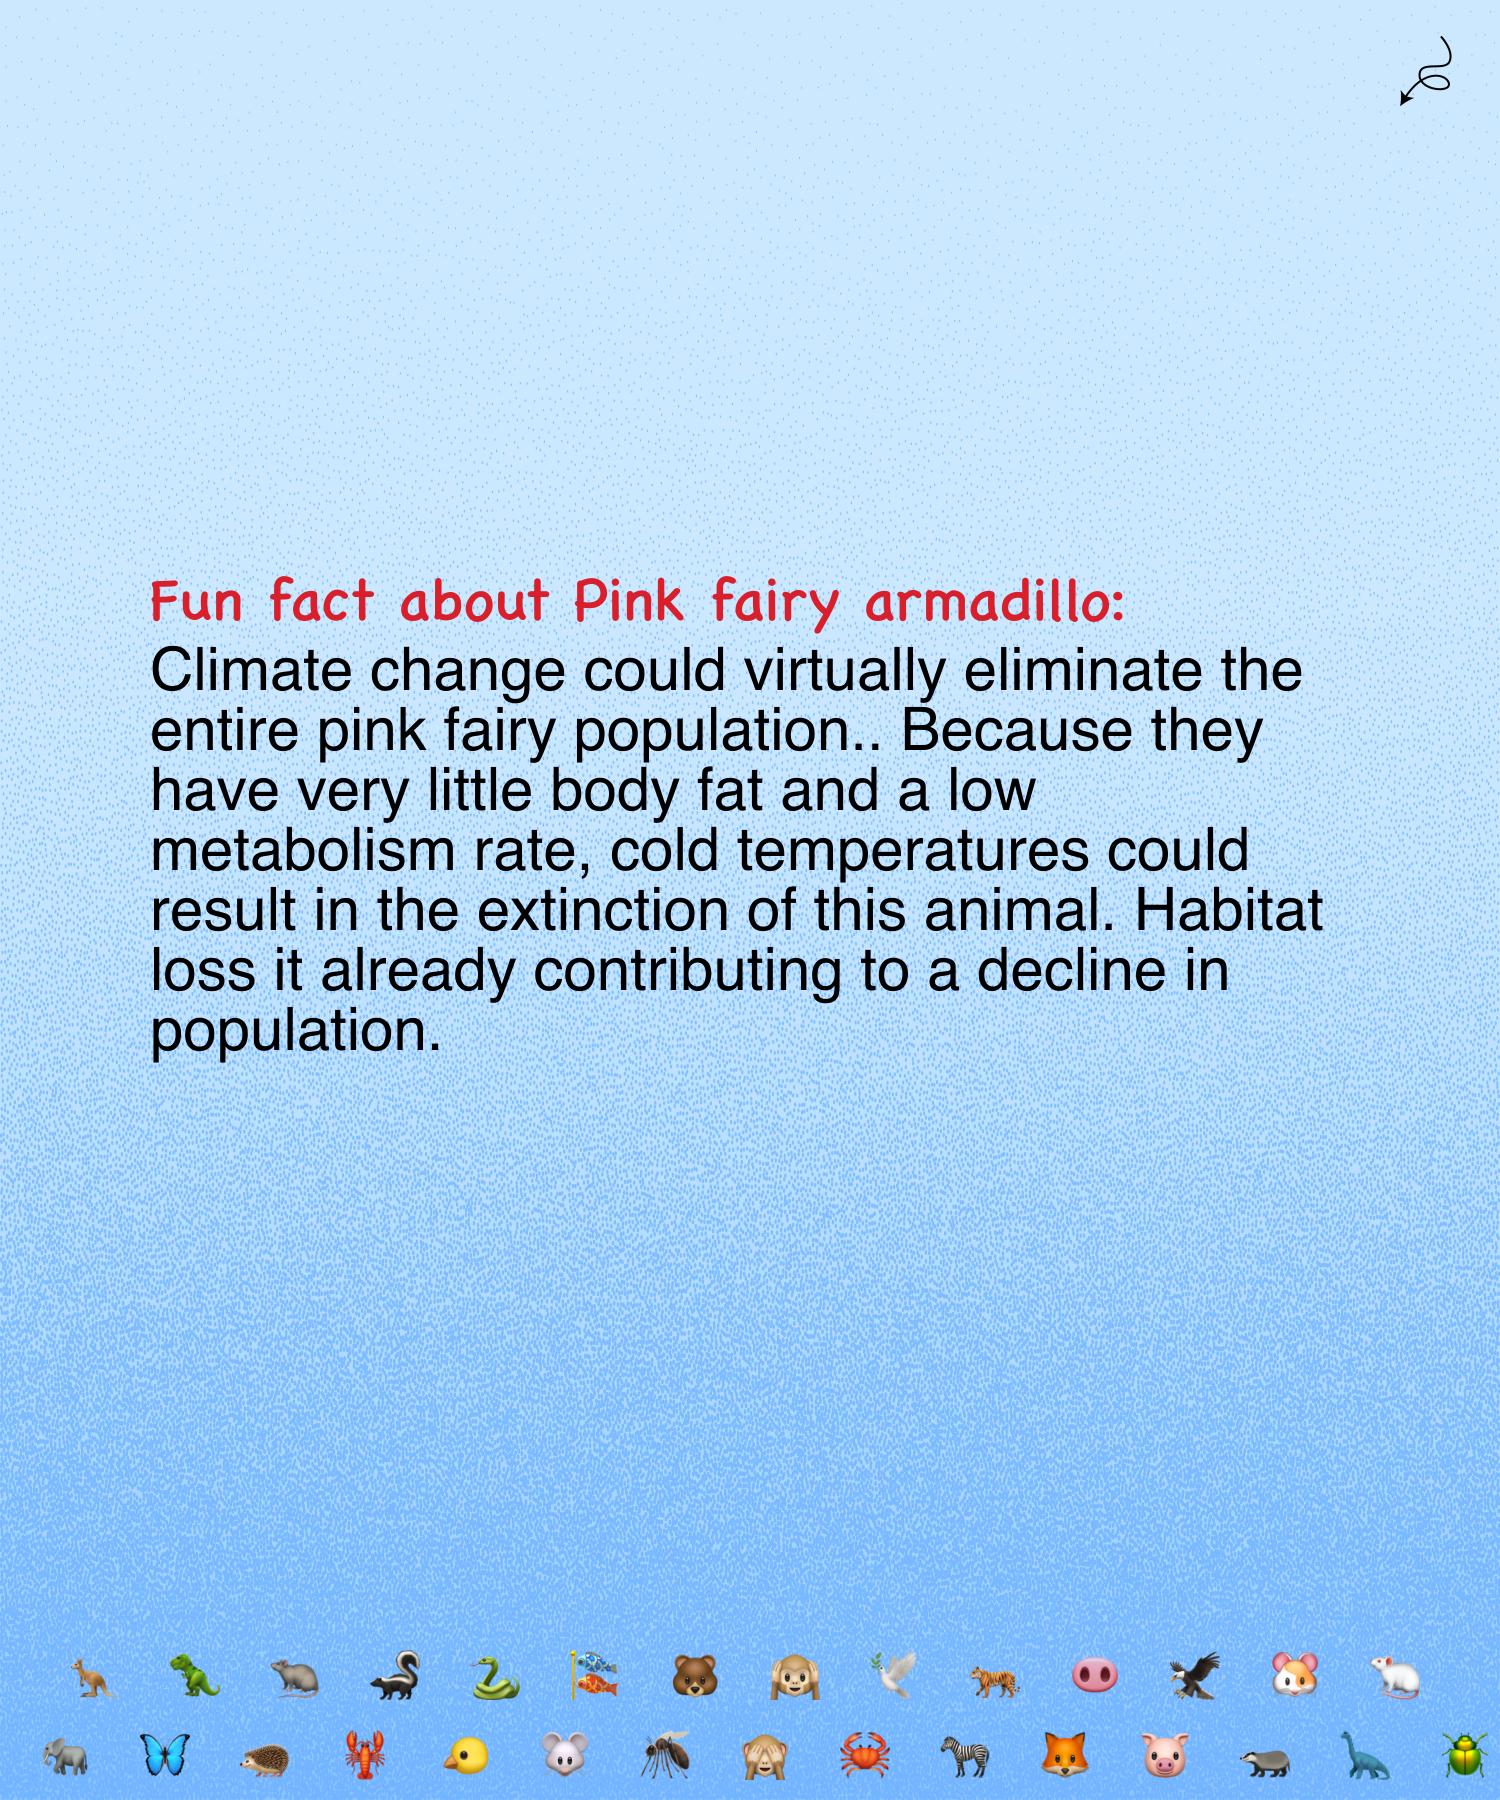 Fun fact about Pink fairy armadillo:
Climate change could virtually eliminate the
entire pink fairy population.. Because they
have very little body fat and a low
metabolism rate, cold temperatures could
result in the extinction of this animal. Habitat
loss it already contributing to a decline in
population.